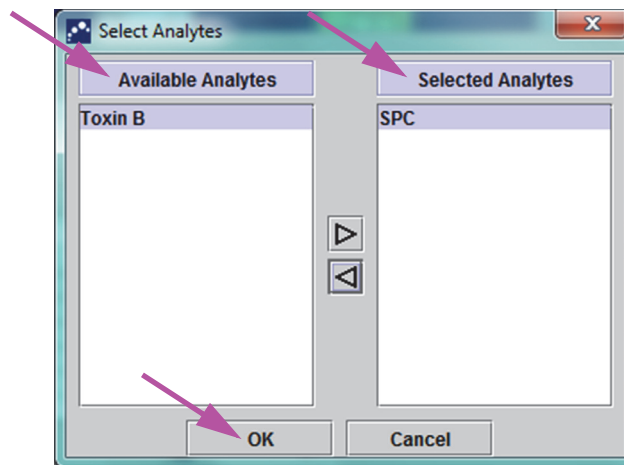 Select Analytes
Available Analytes
Selected Analytes
Toxin B
SPC
OK
Cancel